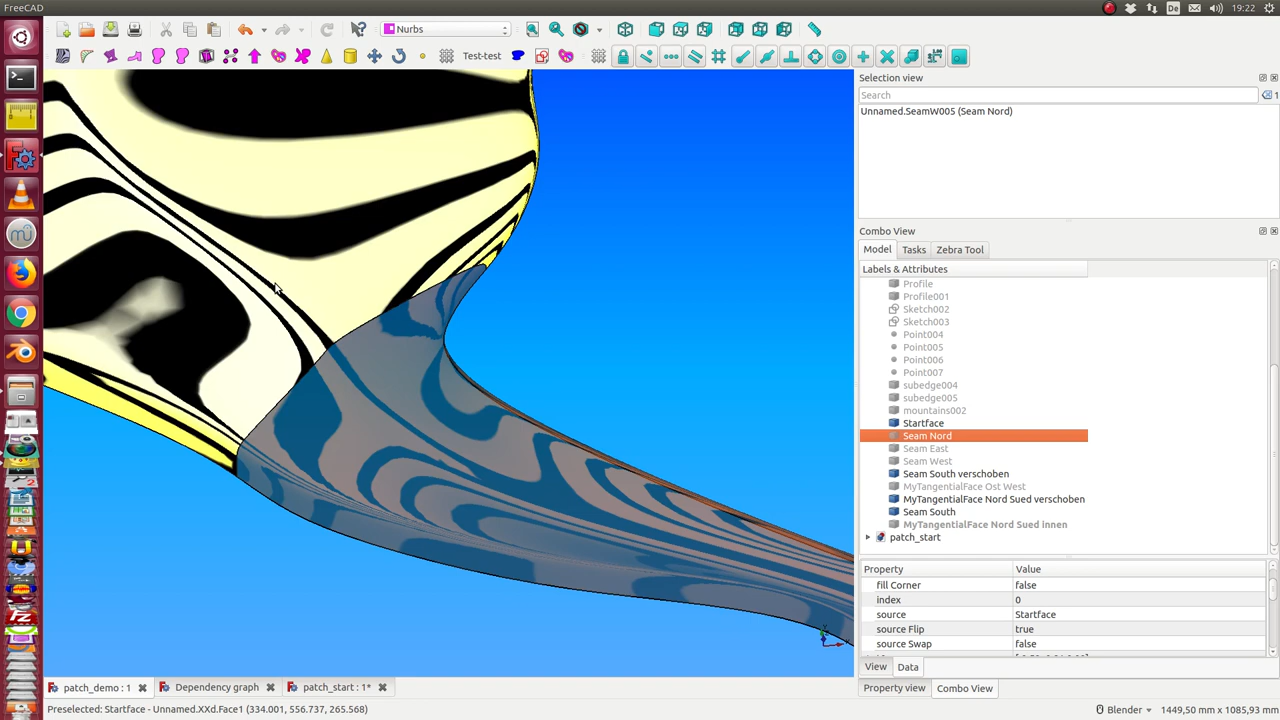 FreeCAD
De
19:22
Nurbs
Test-test
Selection view
Search
1
Unnamed.SeamW005 (Seam Nord)
Combo View
Model Tasks Zebra Tool
Labels & Attributes
Profile
Profile001
Sketch002
Sketch003
Point004
Point005
Point006
Point007
subedge004
subedge005
mountains002
Startface
Seam Nord
Seam East
Seam West
Seam South verschoben
MyTangentialFace Ost West
MyTangentialFace Nord Sued verschoben
Seam South
MyTangentialFace Nord Sued innen
patch_start
Property Value
fill Corner false
index 0
source Startface
source Flip true
source Swap false
View Data
patch_demo : 1 Dependency graph patch_start : 1*
Property view Combo View
Preselected: Startface - Unnamed.XXd.Face1 (334.001, 556.737, 265.568)
Blender 1449,50 mm x 1085,93 mm